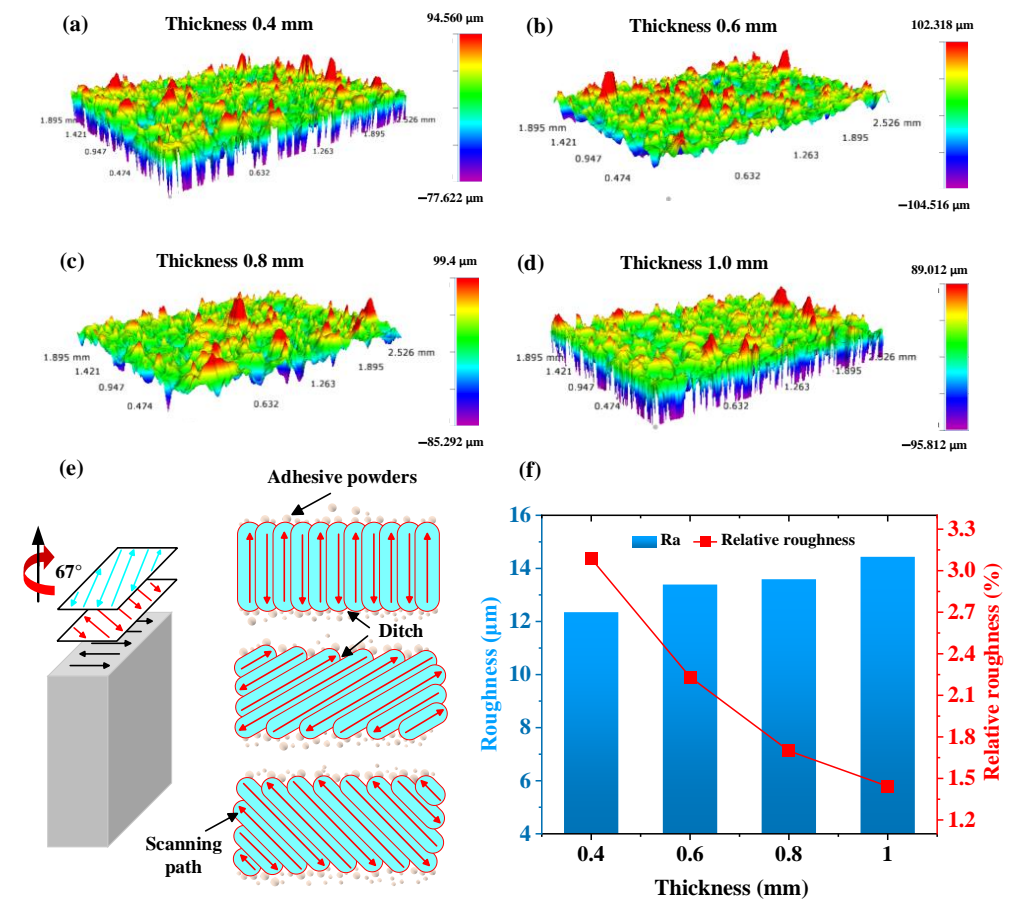 (a)
Thickness 0.4 mm
94.560 μm
1.895 mm
1.421
0.947
0.474
0.632
1.263
1.895
2.526 mm
−77.622 μm
(b)
Thickness 0.6 mm
102.318 μm
1.895 mm
1.421
0.947
0.474
0.632
1.263
1.895
2.526 mm
−104.516 μm
(c)
Thickness 0.8 mm
99.4 μm
1.895 mm
1.421
0.947
0.474
0.632
1.263
1.895
2.526 mm
−85.292 μm
(d)
Thickness 1.0 mm
89.012 μm
1.895
1.421
0.947
0.474
0.632
1.263
1.895
2.526 mm
−95.812 μm
(e)
67°
Adhesive powders
Ditch
Scanning
path
(f)
Ra
Relative roughness
Roughness (μm)
16
14
12
10
8
6
4
Relative roughness (%)
3.3
3.0
2.7
2.4
2.1
1.8
1.5
1.2
0.4
0.6
0.8
1
Thickness (mm)